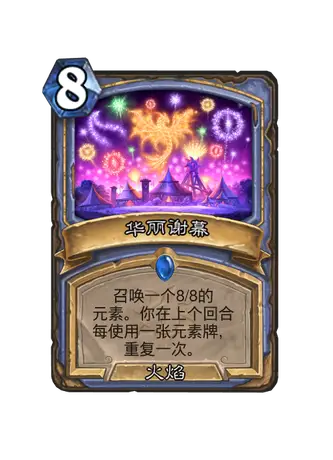 8
华丽谢幕
召唤一个8/8的
元素。你在上个回合
每使用一张元素牌，
重复一次。
火焰